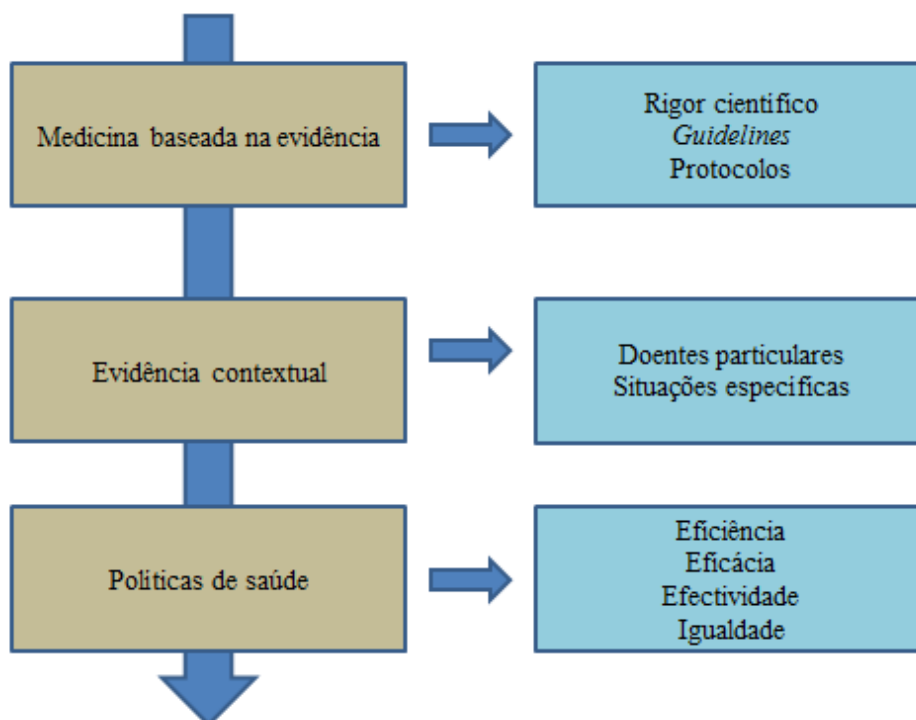 Medicina baseada na evidência
Rigor científico
Guidelines
Protocolos
Evidência contextual
Doentes particulares
Situações específicas
Políticas de saúde
Eficiência
Eficácia
Efectividade
Igualdade